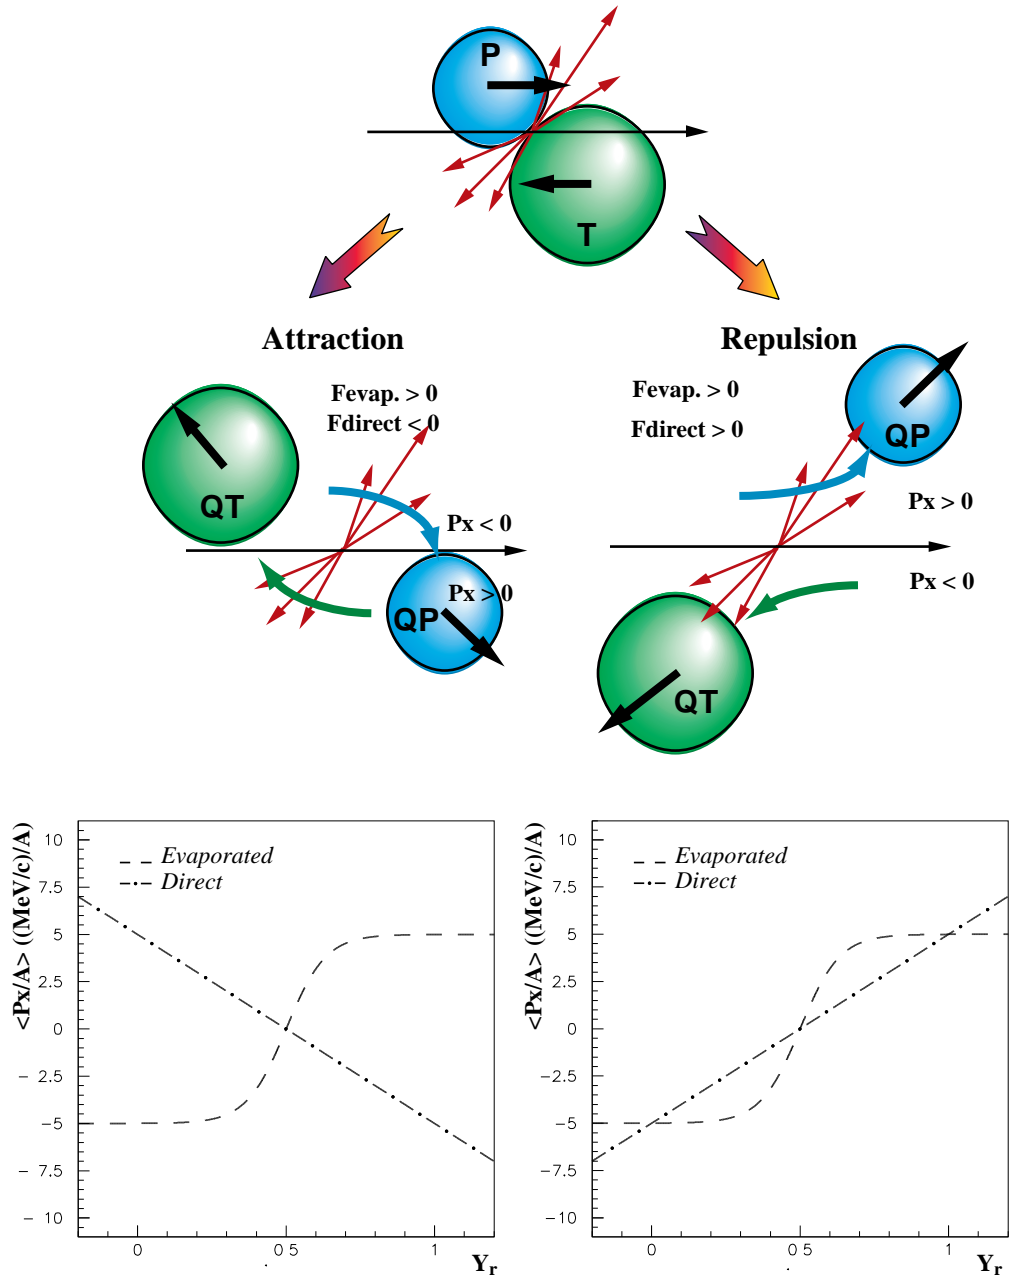 P
T
Attraction
Fevap. > 0
Fdirect < 0
QT
Px < 0
Px > 0
QP
Repulsion
Fevap. > 0
Fdirect > 0
QP
Px > 0
Px < 0
QT
<Px/A> ((MeV/c)/A)
Evaporated
Direct
10
7.5
5
2.5
0
- 2.5
-5
-7.5
- 10
0
0.5
1
Yr
<Px/A> ((MeV/c)/A)
Evaporated
Direct
10
7.5
5
2.5
0
-2.5
-5
-7.5
- 10
0
0.5
1
Yr